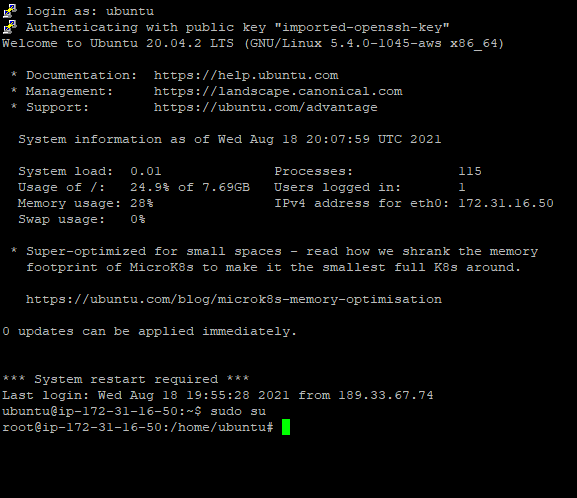 login as: ubuntu
Authenticating with public key "imported-openssh-key"
Welcome to Ubuntu 20.04.2 LTS (GNU/Linux 5.4.0-1045-aws x86_64)
* Documentation:  https://help.ubuntu.com
* Management:     https://landscape.canonical.com
* Support:        https://ubuntu.com/advantage
System information as of Wed Aug 18 20:07:59 UTC 2021
System load:  0.01              Processes:             115
Usage of /:   24.9% of 7.69GB   Users logged in:       1
Memory usage: 28%               IPv4 address for eth0: 172.31.16.50
Swap usage:   0%
* Super-optimized for small spaces - read how we shrank the memory
footprint of MicroK8s to make it the smallest full K8s around.
https://ubuntu.com/blog/microk8s-memory-optimisation
0 updates can be applied immediately.
*** System restart required ***
Last login: Wed Aug 18 19:55:28 2021 from 189.33.67.74
ubuntu@ip-172-31-16-50:~$ sudo su
root@ip-172-31-16-50:/home/ubuntu#